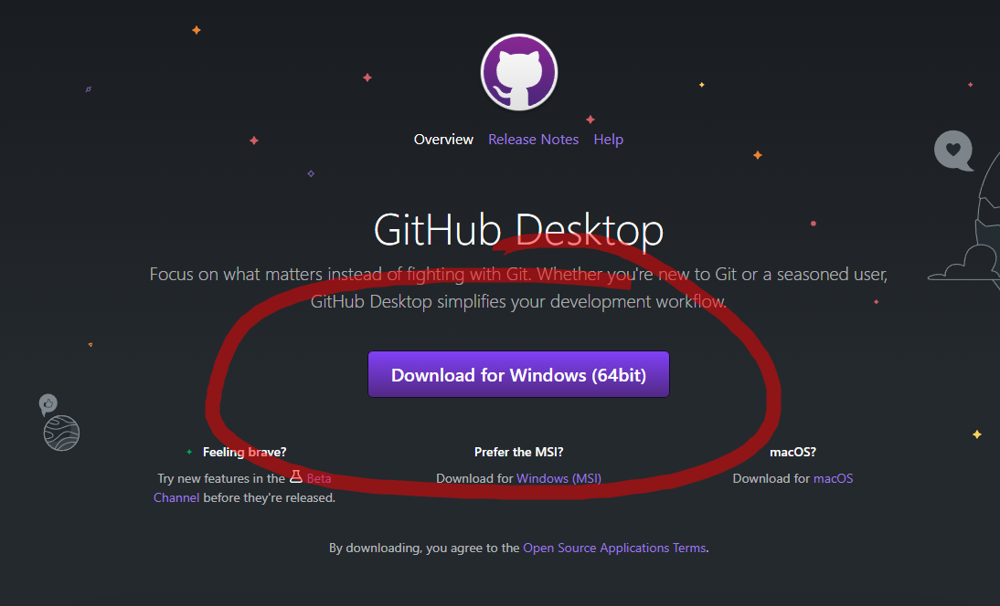 Overview Release Notes Help
GitHub Desktop
Focus on what matters instead of fighting with Git. Whether you're new to Git or a seasoned user,
GitHub Desktop simplifies your development workflow.
Download for Windows (64bit)
Feeling brave?
Try new features in the Beta
Channel before they're released.
Prefer the MSI?
Download for Windows (MSI)
macOS?
Download for macOS
By downloading, you agree to the Open Source Applications Terms.